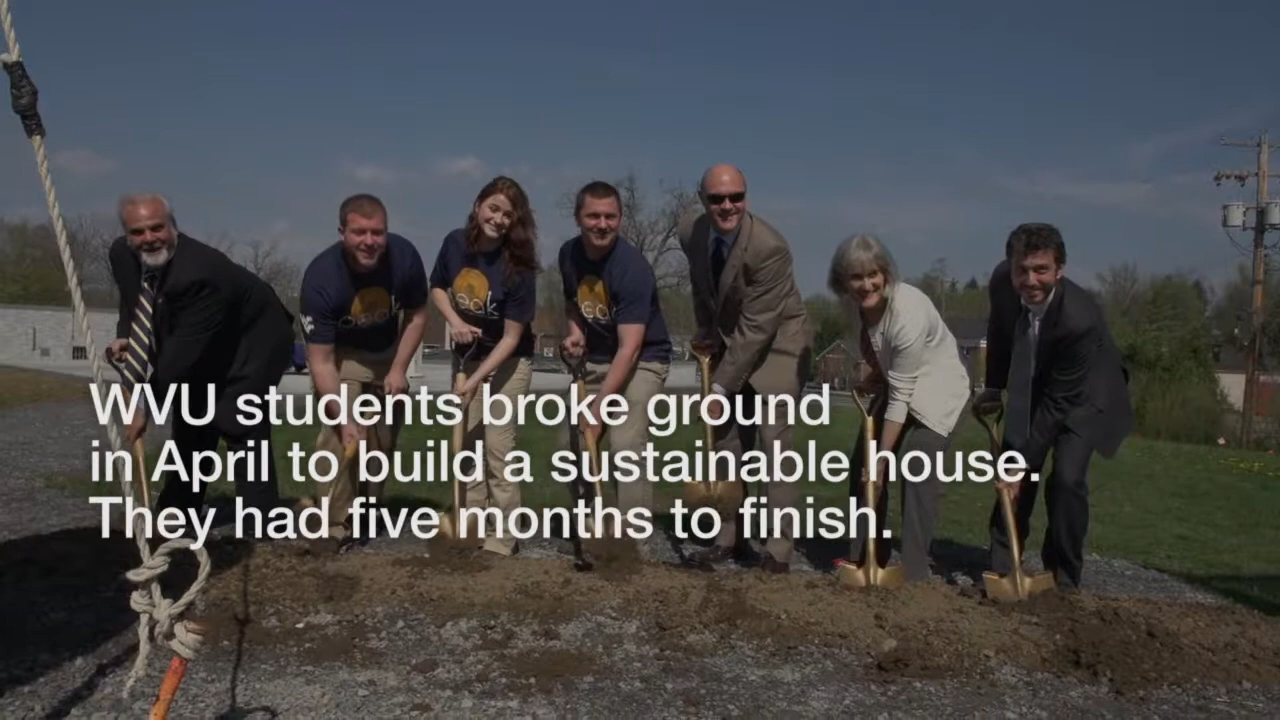 WVU students broke ground
in April to build a sustainable house.
They had five months to finish.